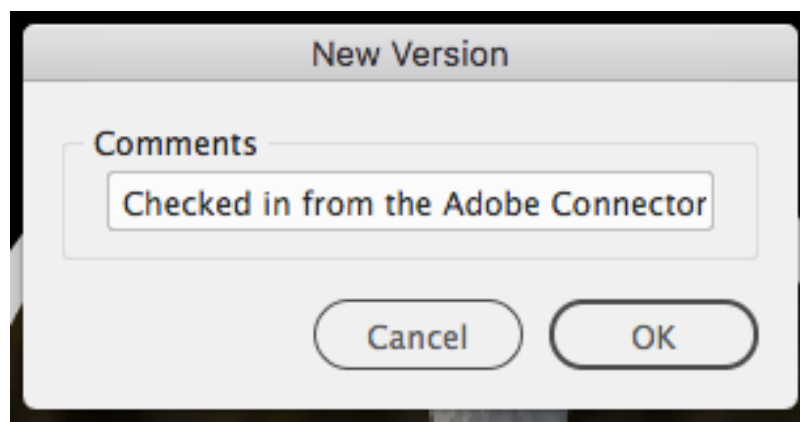 New Version
Comments
Checked in from the Adobe Connector
Cancel
OK